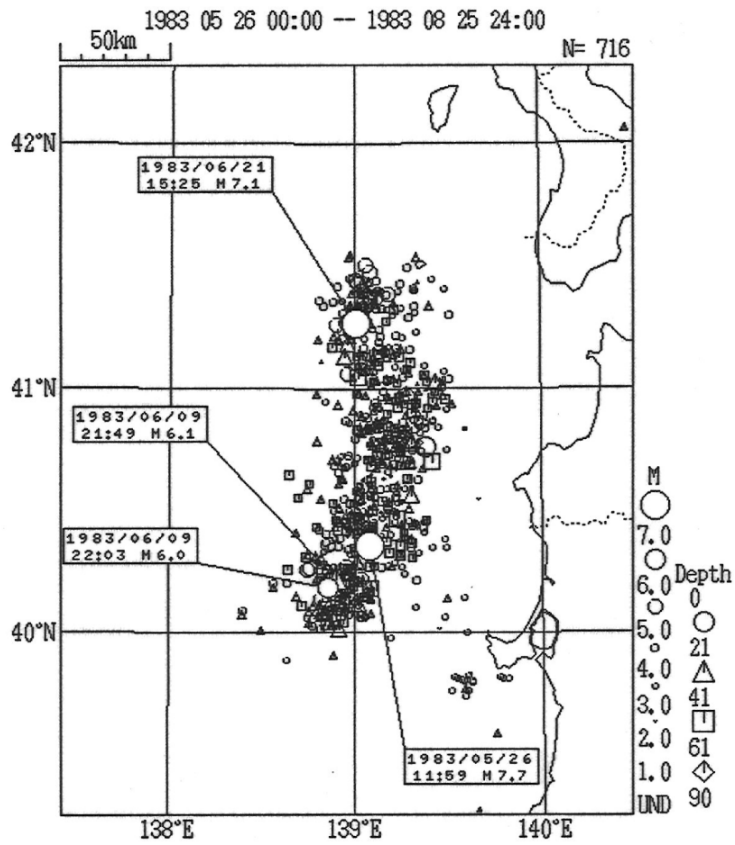 1983 05 26 00:00 -- 1983 08 25 24:00
50km
N= 716
42°N
1983/06/21
15:25 M7.1
41°N
1983/06/09
21:49 M6.1
1983/06/09
22:03 M6.0
40°N
1983/05/26
11:59 M7.7
138°E
139°E
140°E
M
7.0
6.0
5.0
4.0
3.0
2.0
1.0
UND
Depth
0
21
41
61
90